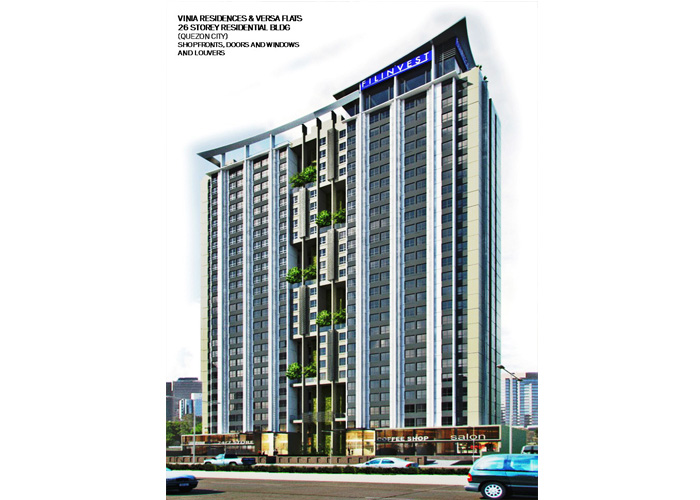 VINIA RESIDENCES & VERSA FLATS
26 STOREY RESIDENTIAL BLDG
(QUEZON CITY)
SHOPFRONTS, DOORS AND WINDOWS
AND LOUVERS
FILINVEST
STORE
COFFEE SHOP
salon